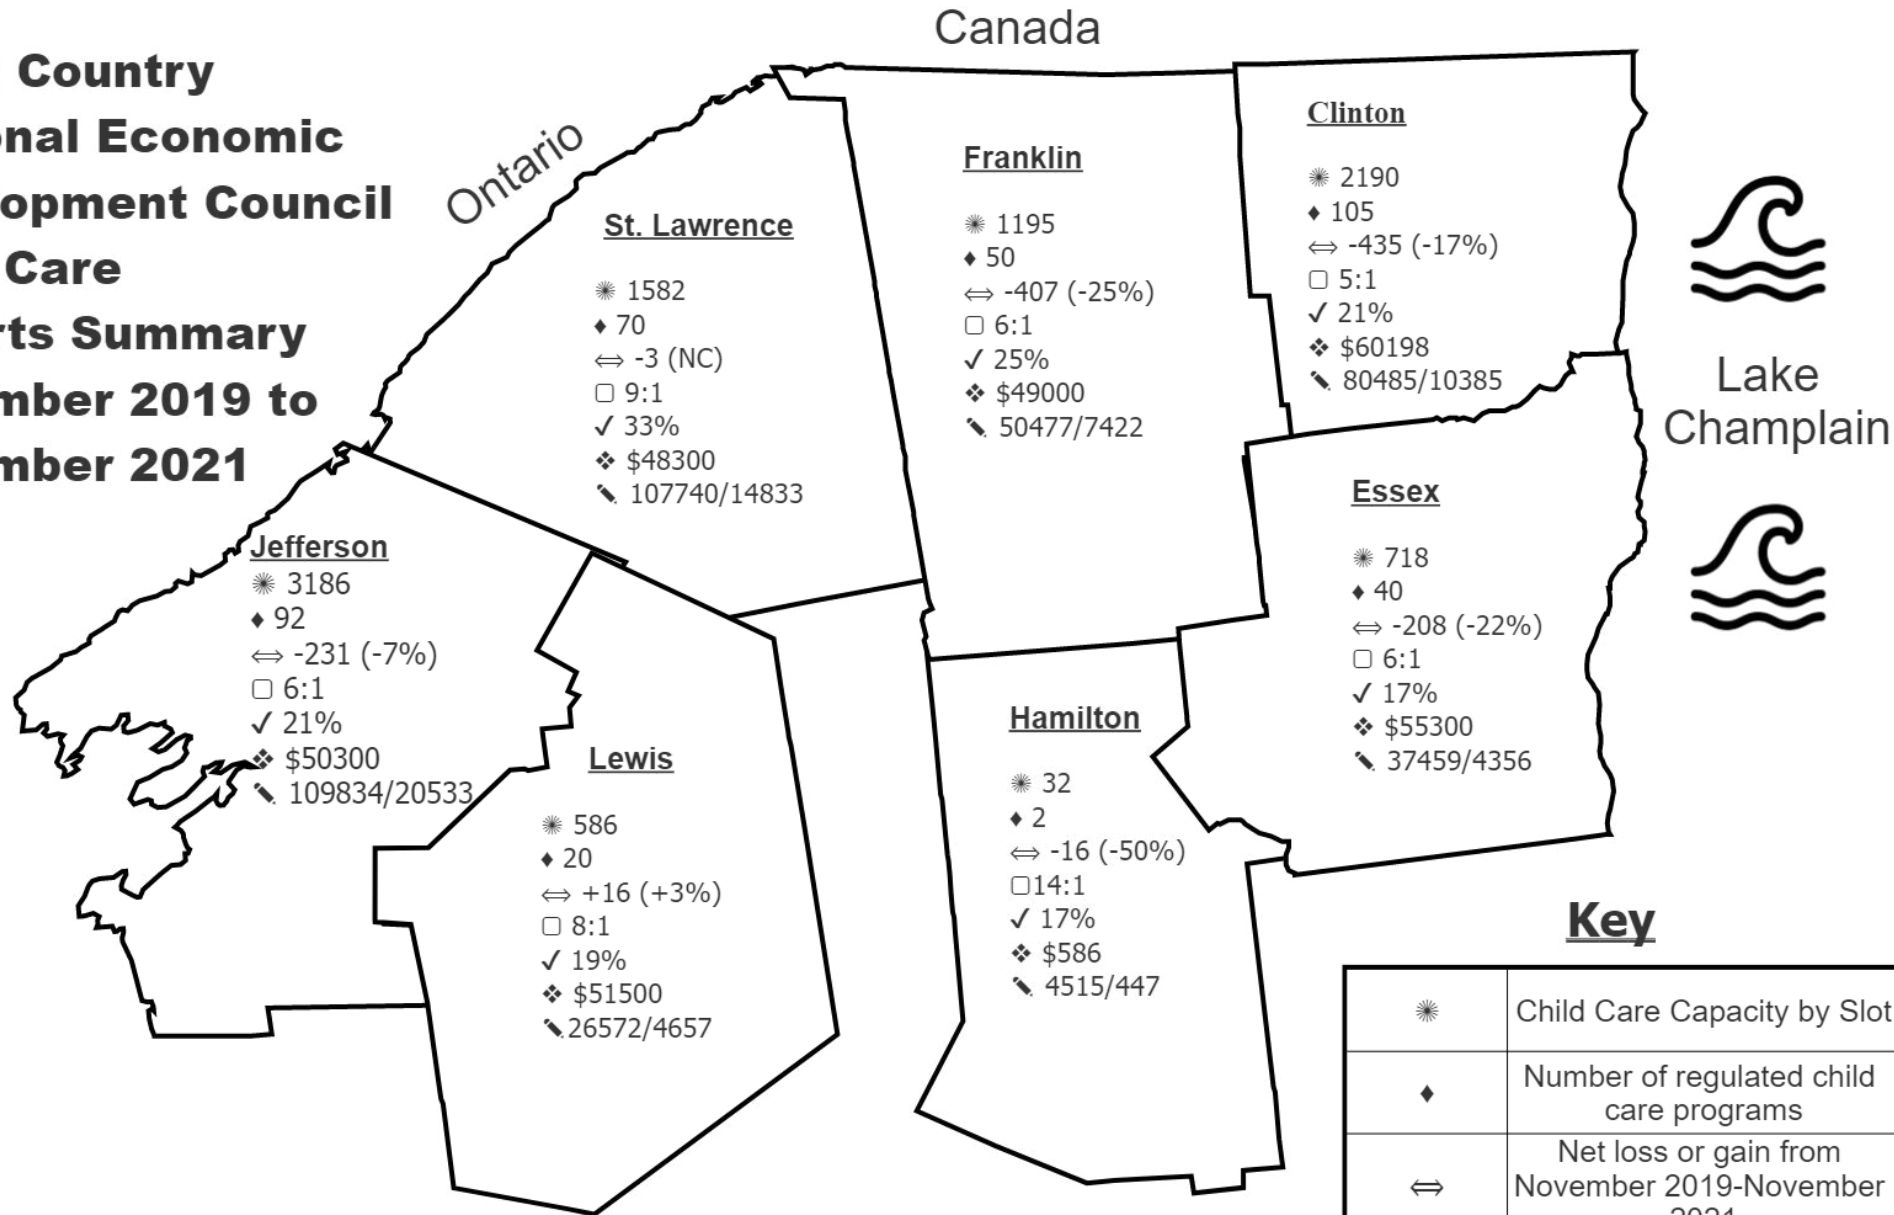 Country
onal Economic
opment Council
Care
rts Summary
mber 2019 to
mber 2021
Canada
Ontario
St. Lawrence
✺ 1582
♦ 70
⇔ -3 (NC)
▢ 9:1
✓ 33%
❖ $48300
✎ 107740/14833
Franklin
✺ 1195
♦ 50
⇔ -407 (-25%)
▢ 6:1
✓ 25%
❖ $49000
✎ 50477/7422
Clinton
✺ 2190
♦ 105
⇔ -435 (-17%)
▢ 5:1
✓ 21%
❖ $60198
✎ 80485/10385
Lake
Champlain
Jefferson
✺ 3186
♦ 92
⇔ -231 (-7%)
▢ 6:1
✓ 21%
❖ $50300
✎ 109834/20533
Lewis
✺ 586
♦ 20
⇔ +16 (+3%)
▢ 8:1
✓ 19%
❖ $51500
✎ 26572/4657
Hamilton
✺ 32
♦ 2
⇔ -16 (-50%)
▢ 14:1
✓ 17%
❖ $586
✎ 4515/447
Essex
✺ 718
♦ 40
⇔ -208 (-22%)
▢ 6:1
✓ 17%
❖ $55300
✎ 37459/4356
Key
✺ Child Care Capacity by Slot
♦ Number of regulated child
care programs
⇔ Net loss or gain from
November 2019-November
2021